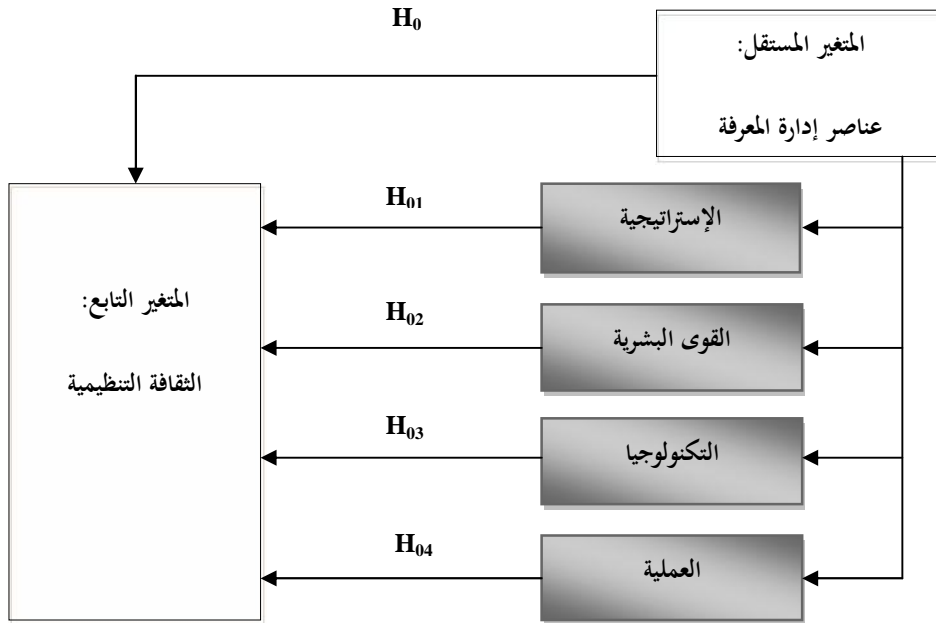 H₀
المتغير المستقل:
عناصر إدارة المعرفة
H₀₁
الإستراتيجية
المتغير التابع:
الثقافة التنظيمية
H₀₂
القوى البشرية
H₀₃
التكنولوجيا
H₀₄
العملية